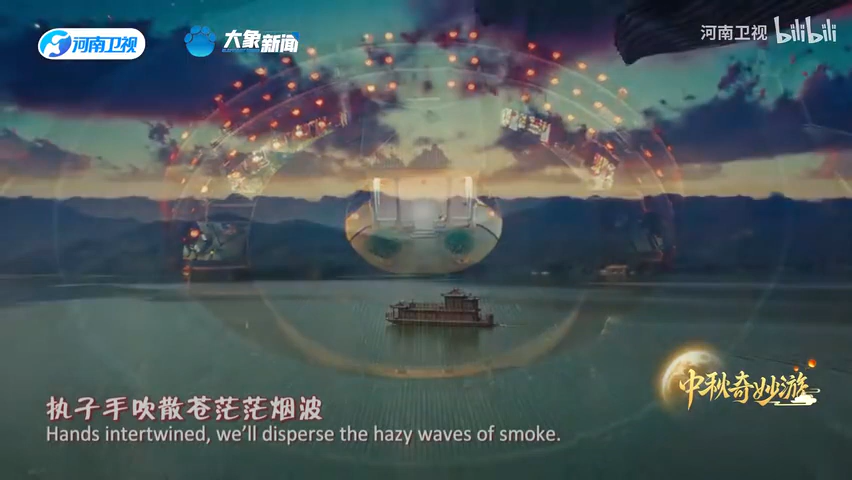 河南卫视
大象新闻
河南卫视 bilibili
中秋奇妙游
执子手吹散苍茫茫烟波
Hands intertwined, we'll disperse the hazy waves of smoke.